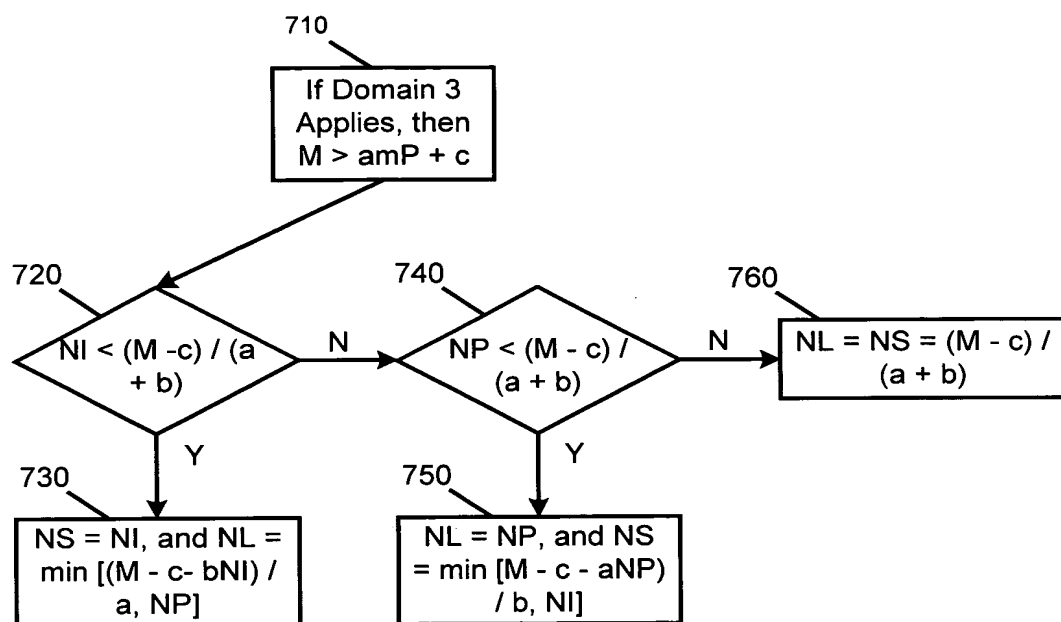 710
If Domain 3
Applies, then
M > amP + c
720
NI < (M -c) / (a
+ b)
N
740
NP < (M - c) /
(a + b)
N
760
NL = NS = (M - c) /
(a + b)
Y
730
NS = NI, and NL =
min [(M - c- bNI) /
a, NP]
Y
750
NL = NP, and NS
= min [M - c - aNP)
/ b, NI]